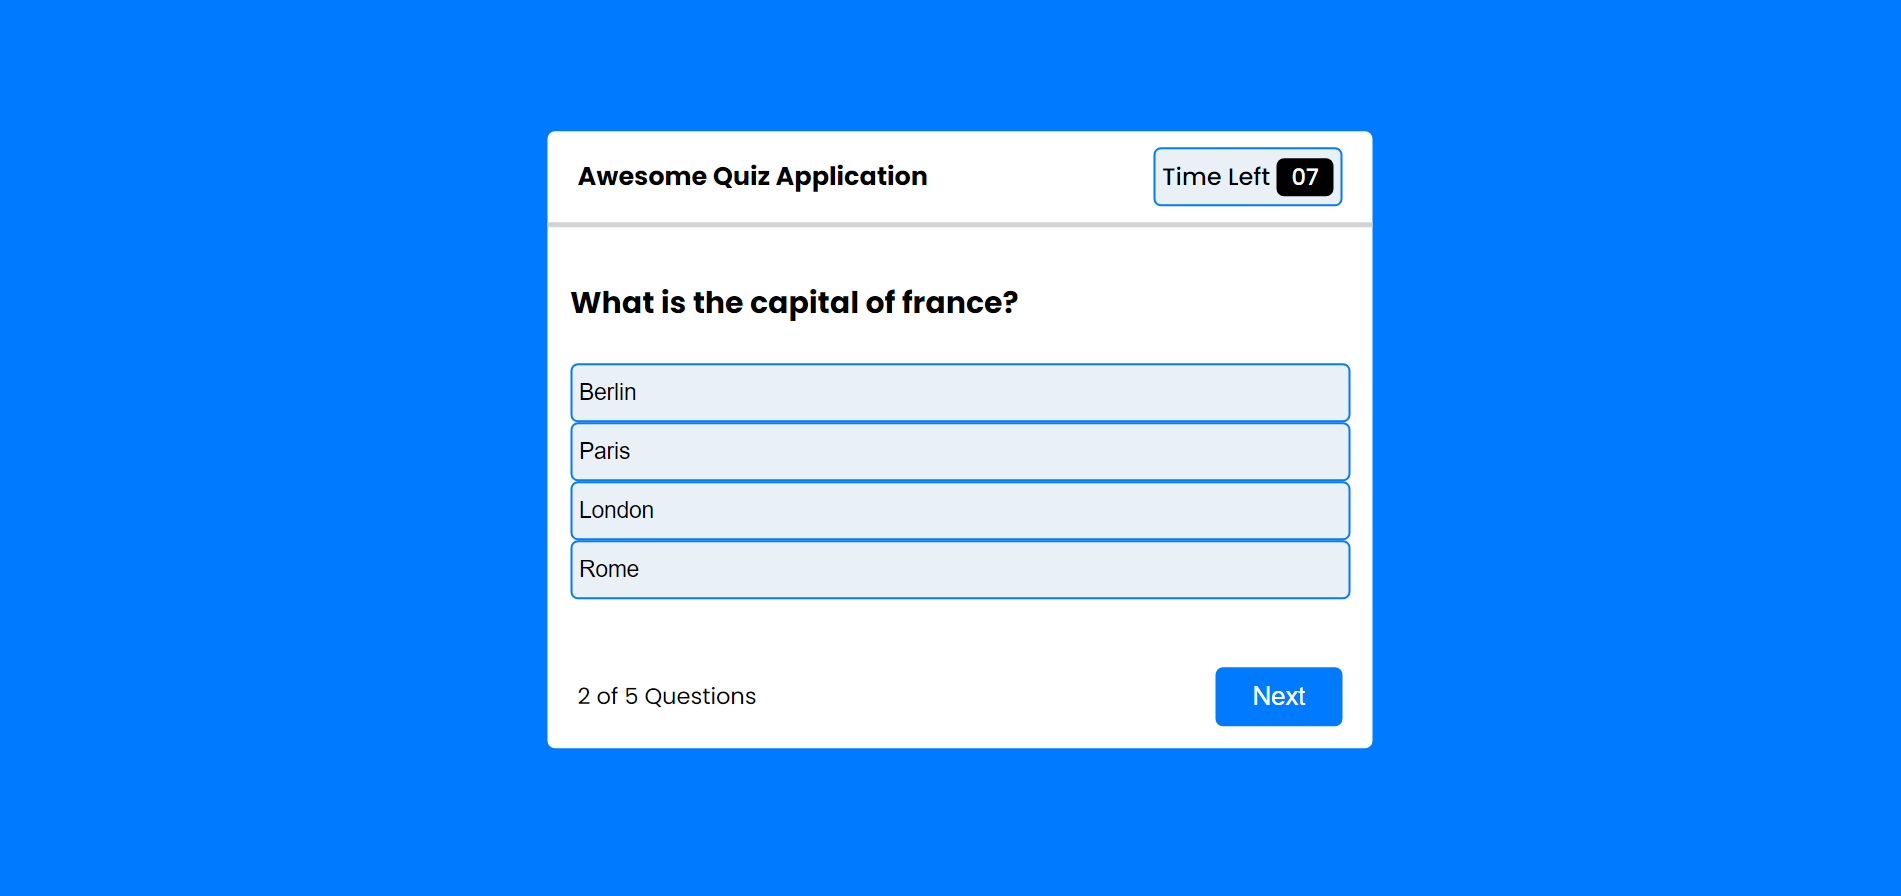 Awesome Quiz Application
Time Left 07
What is the capital of france?
Berlin
Paris
London
Rome
2 of 5 Questions
Next